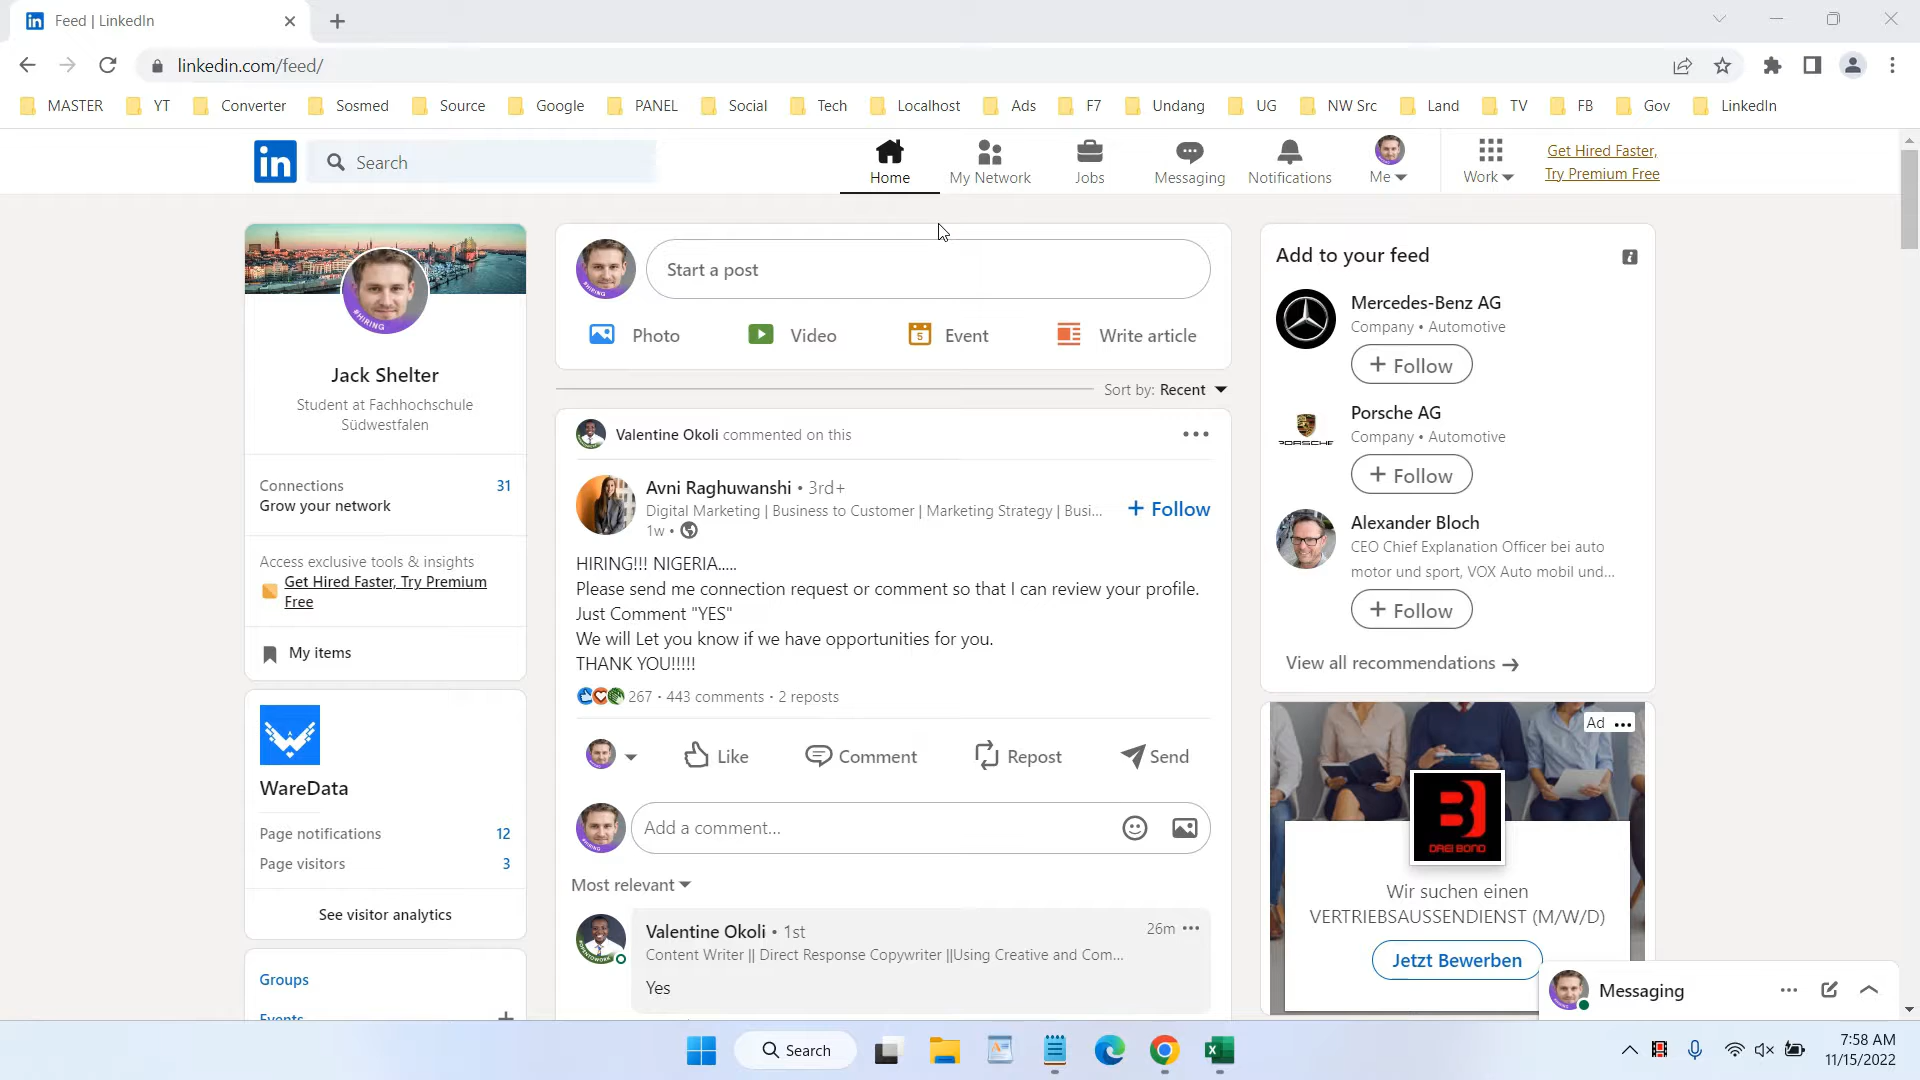 Feed | LinkedIn
linkedin.com/feed/
MASTER YT Converter Sosmed Source Google PANEL Social Tech Localhost Ads F7 Undang UG NW Src Land TV FB Gov LinkedIn
in
Search
Home
My Network
Jobs
Messaging
Notifications
Me
Work
Get Hired Faster,
Try Premium Free
#HIRING
Jack Shelter
Student at Fachhochschule
Südwestfalen
Connections 31
Grow your network
Access exclusive tools & insights
Get Hired Faster, Try Premium
Free
My items
WareData
Page notifications 12
Page visitors 3
See visitor analytics
Groups
Events
Start a post
Photo Video Event Write article
Sort by: Recent
Valentine Okoli commented on this
Avni Raghuwanshi • 3rd+
Digital Marketing | Business to Customer | Marketing Strategy | Busi...
1w •
+ Follow
HIRING!!! NIGERIA.....
Please send me connection request or comment so that I can review your profile.
Just Comment "YES"
We will Let you know if we have opportunities for you.
THANK YOU!!!!!
267 • 443 comments • 2 reposts
Like Comment Repost Send
Add a comment...
Most relevant
Valentine Okoli • 1st
26m
Content Writer || Direct Response Copywriter ||Using Creative and Com...
Yes
Add to your feed
Mercedes-Benz AG
Company • Automotive
+ Follow
PORSCHE
Porsche AG
Company • Automotive
+ Follow
Alexander Bloch
CEO Chief Explanation Officer bei auto
motor und sport, VOX Auto mobil und...
+ Follow
View all recommendations →
Ad
DREI BOND
Wir suchen einen
VERTRIEBSAUSSENDIENST (M/W/D)
Jetzt Bewerben
Messaging
Search
7:58 AM
11/15/2022